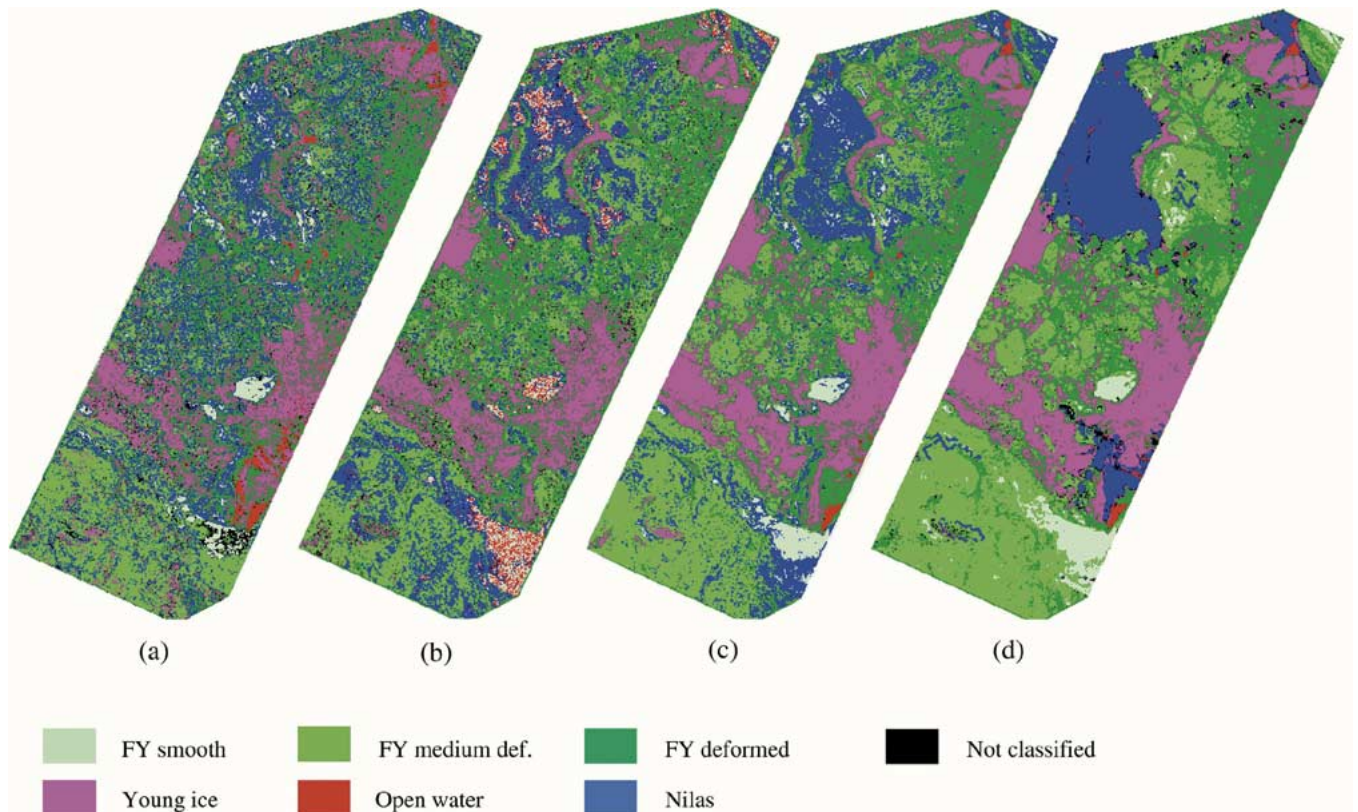 (a) (b) (c) (d)
FY smooth FY medium def. FY deformed Not classified
Young ice Open water Nilas